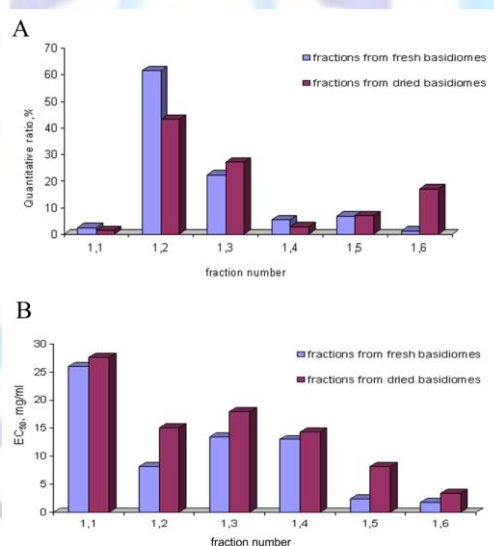 A
70
60
50
40
30
20
10
0
Quantitative ratio,%
fractions from fresh basidiomes
fractions from dried basidiomes
1,1 1,2 1,3 1,4 1,5 1,6
fraction number
B
30
25
20
15
10
5
0
EC50, mg/ml
fractions from fresh basidiomes
fractions from dried basidiomes
1,1 1,2 1,3 1,4 1,5 1,6
fraction number